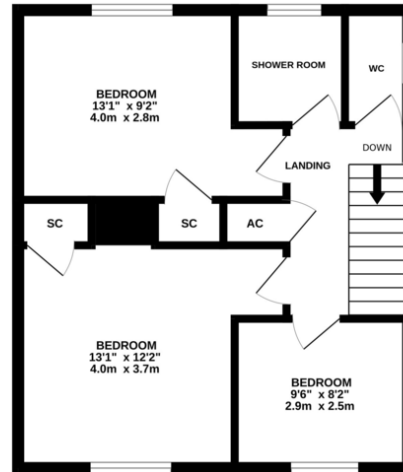 SHOWER ROOM
WC
BEDROOM
13'1" x 9'2"
4.0m x 2.8m
DOWN
LANDING
SC
SC
AC
BEDROOM
13'1" x 12'2"
4.0m x 3.7m
BEDROOM
9'6" x 8'2"
2.9m x 2.5m